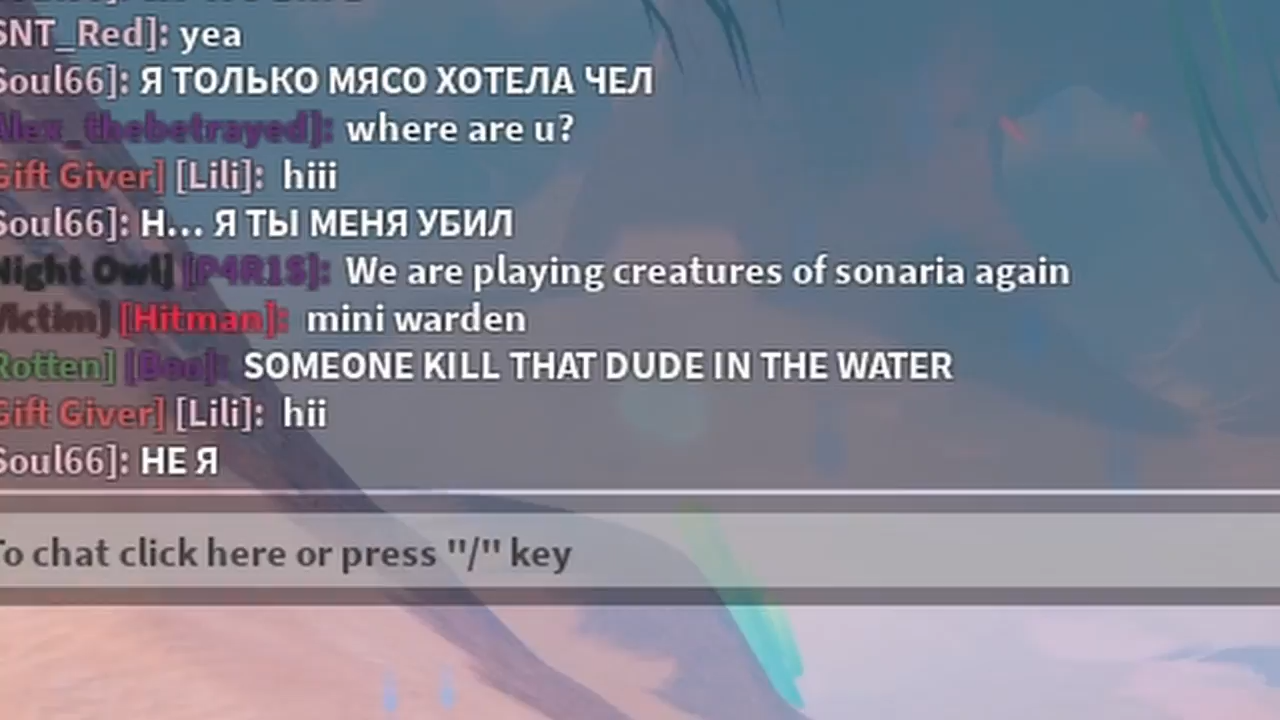 SNT_Red]: yea
Soul66]: Я ТОЛЬКО МЯСО ХОТЕЛА ЧЕЛ
Alex_thebetrayed]: where are u?
Gift Giver] [Lili]: hiii
Soul66]: Н... Я ТЫ МЕНЯ УБИЛ
Night Owl] [P4R1S]: We are playing creatures of sonaria again
Victim] [Hitman]: mini warden
Rotten] [Boo]: SOMEONE KILL THAT DUDE IN THE WATER
Gift Giver] [Lili]: hii
Soul66]: НЕ Я
To chat click here or press "/" key